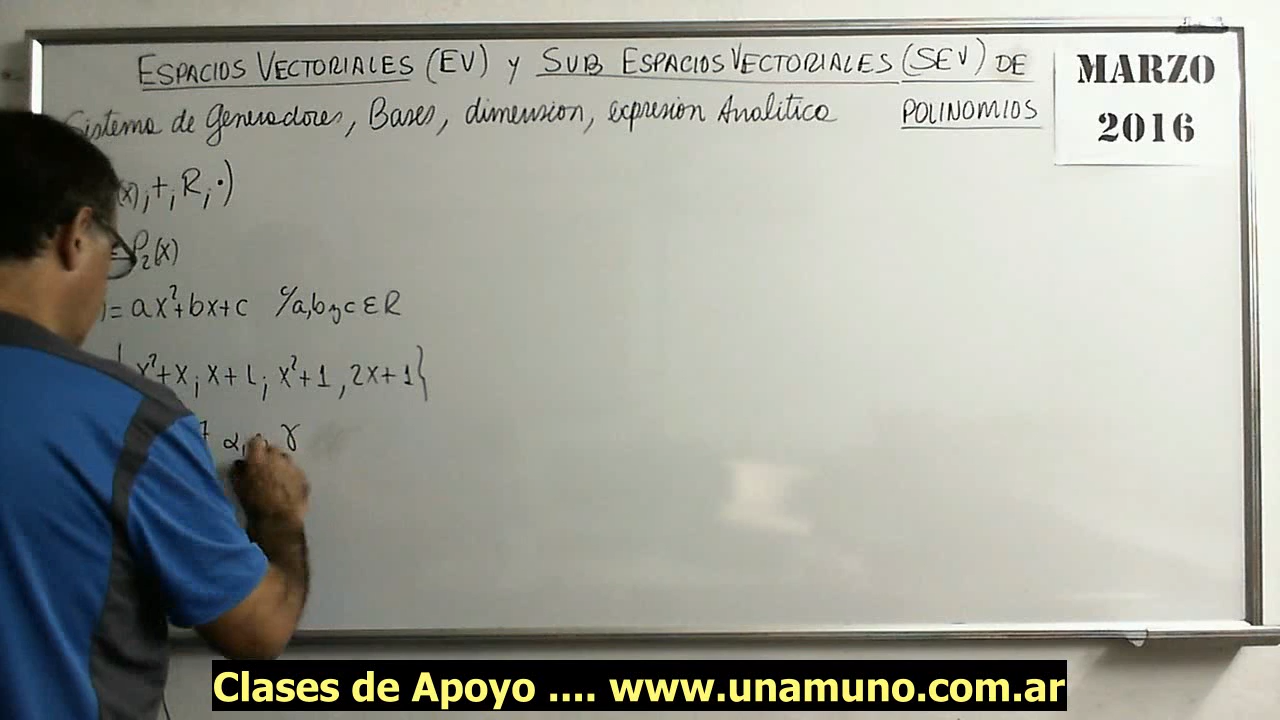 ESPACIOS VECTORIALES (EV) y SUB ESPACIOS VECTORIALES (SEV) DE
Sistema de Generadores, Bases, dimension, expresion Analitica POLINOMIOS
MARZO
2016
(x); +; R; •)
P₂(x)
) = ax²+bx+c c/a,b y c ∈ R
{x²+x; x+1; x²+1, 2x+1}
α, γ
Clases de Apoyo .... www.unamuno.com.ar